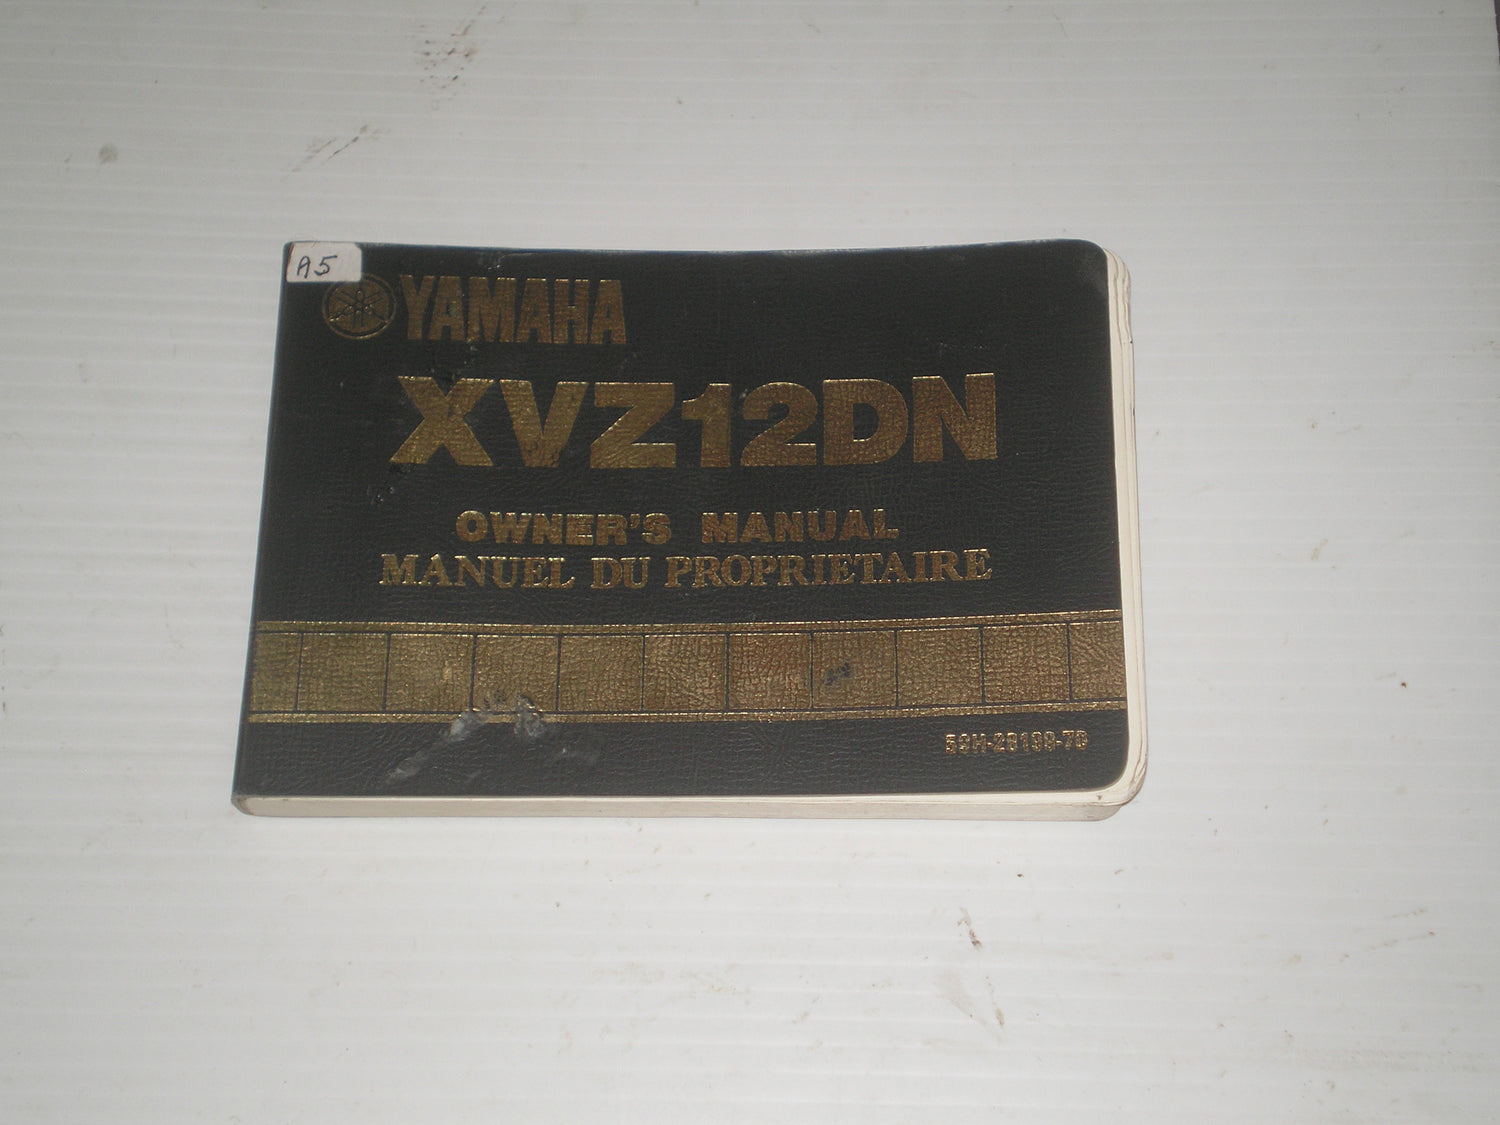 A5
YAMAHA
XVZ12DN
OWNER'S MANUAL
MANUEL DU PROPRIETAIRE